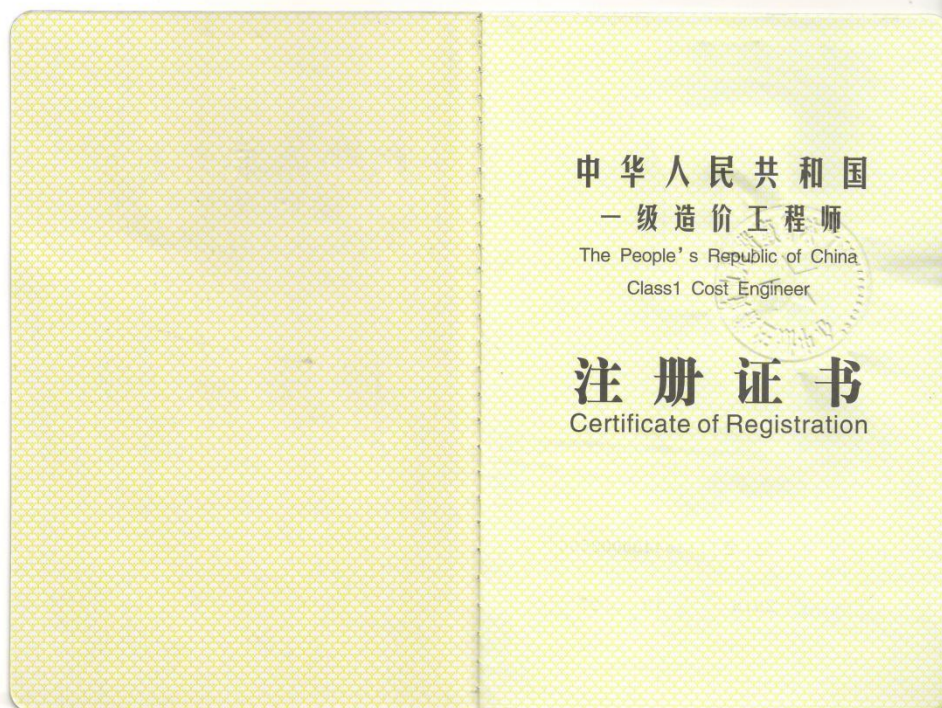 中华人民共和国
一级造价工程师
The People's Republic of China
Class1 Cost Engineer
注册证书
Certificate of Registration